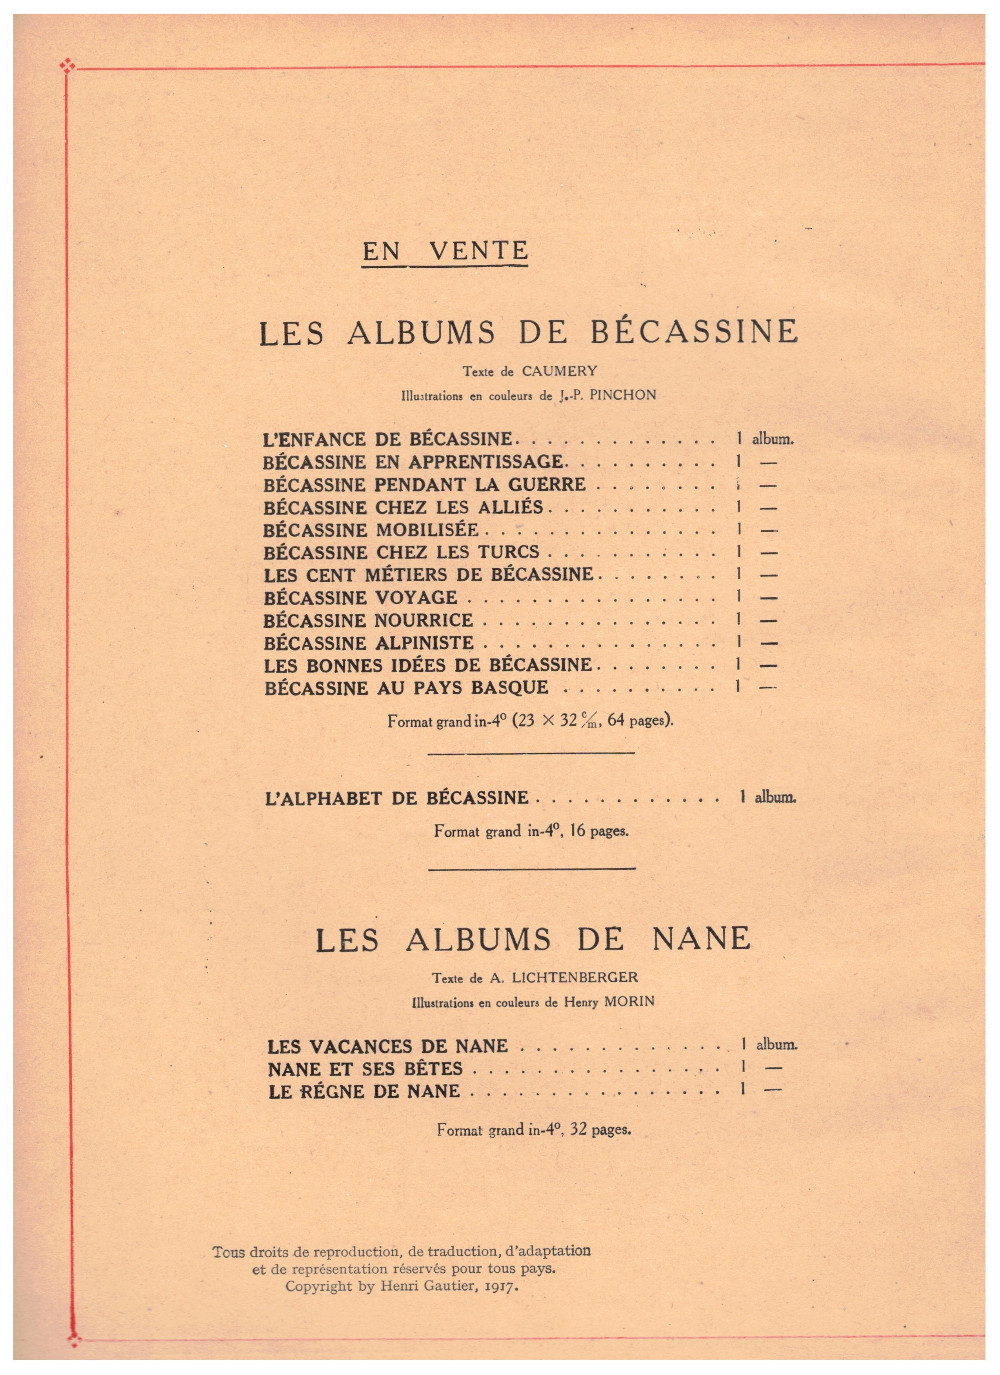 EN VENTE
LES ALBUMS DE BÉCASSINE
Texte de CAUMERY
Illustrations en couleurs de J.-P. PINCHON
L'ENFANCE DE BÉCASSINE. . . . . . . . . . . . . 1 album.
BÉCASSINE EN APPRENTISSAGE. . . . . . . . . . 1 —
BÉCASSINE PENDANT LA GUERRE . . . . . . . . 1 —
BÉCASSINE CHEZ LES ALLIÉS. . . . . . . . . . . 1 —
BÉCASSINE MOBILISÉE . . . . . . . . . . . . . . . 1 —
BÉCASSINE CHEZ LES TURCS . . . . . . . . . . . 1 —
LES CENT MÉTIERS DE BÉCASSINE. . . . . . . . 1 —
BÉCASSINE VOYAGE . . . . . . . . . . . . . . . . 1 —
BÉCASSINE NOURRICE . . . . . . . . . . . . . . . 1 —
BÉCASSINE ALPINISTE . . . . . . . . . . . . . . . 1 —
LES BONNES IDÉES DE BÉCASSINE. . . . . . . . 1 —
BÉCASSINE AU PAYS BASQUE . . . . . . . . . . 1 —
Format grand in-4º (23 × 32 c/m, 64 pages).
L'ALPHABET DE BÉCASSINE . . . . . . . . . . . . 1 album.
Format grand in-4º, 16 pages.
LES ALBUMS DE NANE
Texte de A. LICHTENBERGER
Illustrations en couleurs de Henry MORIN
LES VACANCES DE NANE . . . . . . . . . . . . . . 1 album.
NANE ET SES BÊTES . . . . . . . . . . . . . . . . 1 —
LE RÉGNE DE NANE . . . . . . . . . . . . . . . . 1 —
Format grand in-4º, 32 pages.
Tous droits de reproduction, de traduction, d'adaptation
et de représentation réservés pour tous pays.
Copyright by Henri Gautier, 1917.